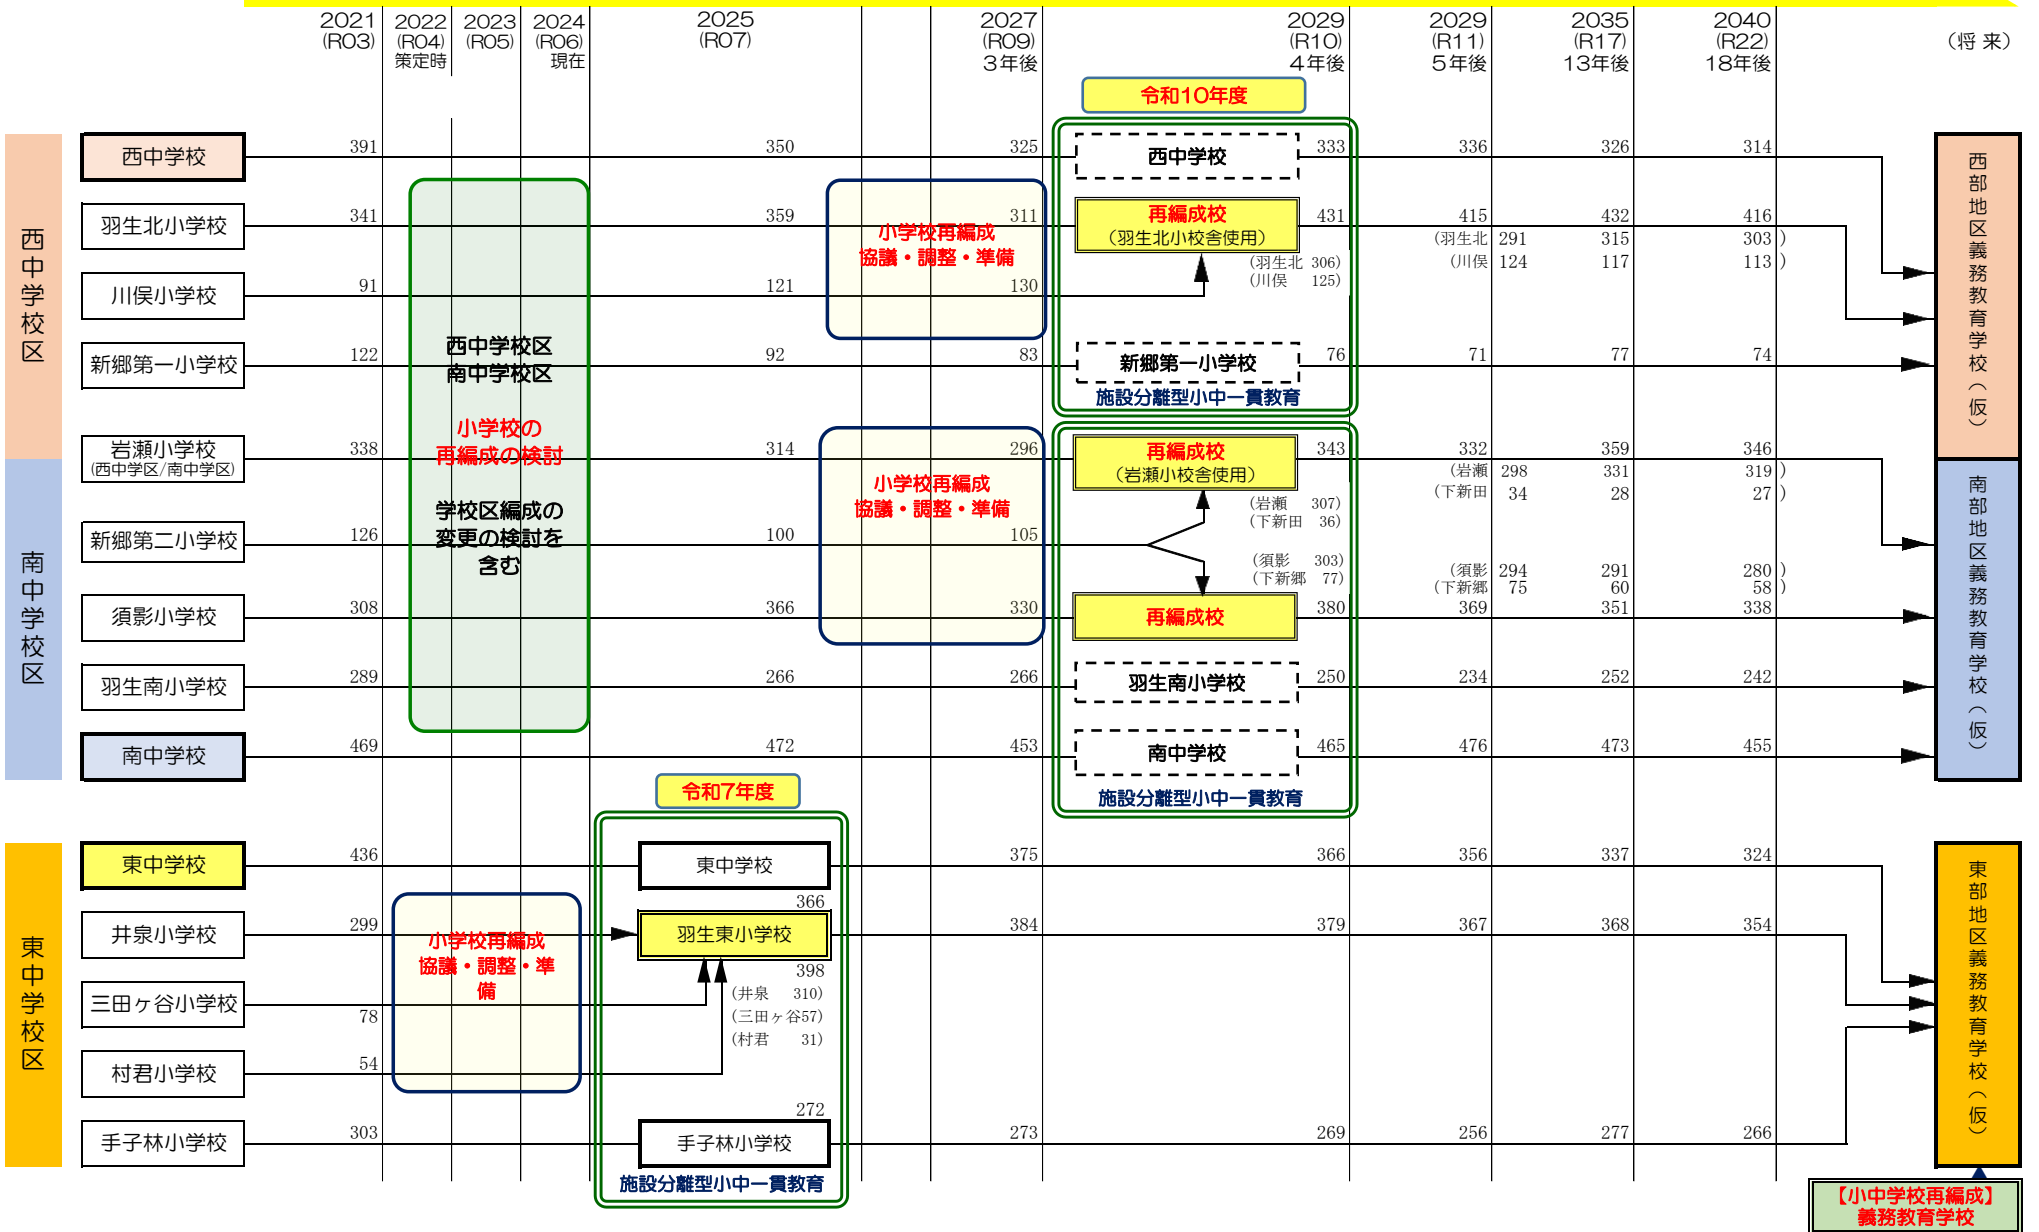 2021 2022 2023 2024 2025 2027 2029 2029 2035 2040
(R03) (R04) (R05) (R06) (R07) (R09) (R10) (R11) (R17) (R22) （将 来）
策定時 現在 3年後 4年後 5年後 13年後 18年後
令和10年度
西中学校区
西中学校 391 350 325 西中学校 333 336 326 314
羽生北小学校 341 359 311 再編成校 431 415 432 416
（羽生北小校舎使用）
（羽生北 291 315 303 ）
（川俣 124 117 113 ）
（羽生北 306）
（川俣 125）
小学校再編成
協議・調整・準備
川俣小学校 91 121 130
新郷第一小学校 122 92 83 新郷第一小学校 76 71 77 74
施設分離型小中一貫教育
西中学校区
南中学校区
小学校の
再編成の検討
学校区編成の
変更の検討を
含む
岩瀬小学校 338 314 296 再編成校 343 332 359 346
(西中学区/南中学区)
（岩瀬小校舎使用）
（岩瀬 298 331 319 ）
（下新田 34 28 27 ）
（岩瀬 307）
（下新田 36）
小学校再編成
協議・調整・準備
南中学校区
新郷第二小学校 126 100 105
（須影 303）
（下新郷 77）
（須影 294 291 280 ）
（下新郷 75 60 58 ）
須影小学校 308 366 330 再編成校 380 369 351 338
羽生南小学校 289 266 266 羽生南小学校 250 234 252 242
南中学校 469 472 453 南中学校 465 476 473 455
施設分離型小中一貫教育
西部地区義務教育学校（仮）
南部地区義務教育学校（仮）
令和7年度
東中学校区
東中学校 436 東中学校 375 366 356 337 324
366
井泉小学校 299 羽生東小学校 384 379 367 368 354
398
（井泉 310）
（三田ヶ谷57）
（村君 31）
小学校再編成
協議・調整・準
備
三田ヶ谷小学校 78
村君小学校 54
272
手子林小学校 303 手子林小学校 273 269 256 277 266
施設分離型小中一貫教育
東部地区義務教育学校（仮）
【小中学校再編成】
義務教育学校